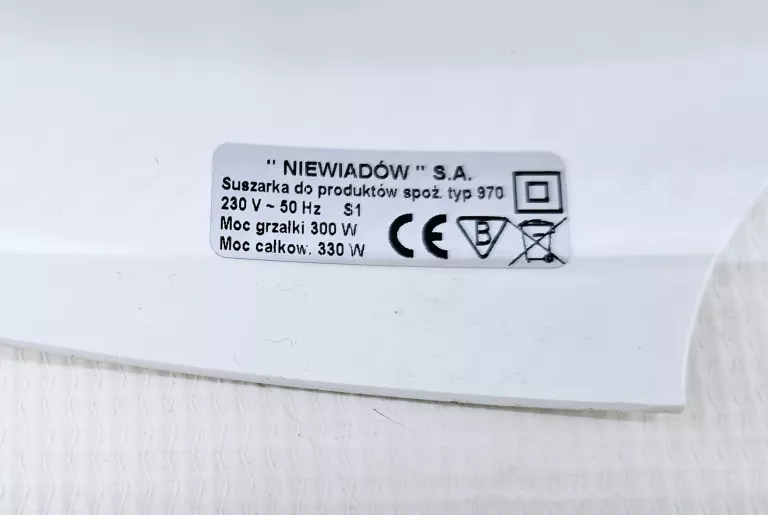 " NIEWIADÓW " S.A.
Suszarka do produktów spoż. typ 970
230 V ~ 50 Hz S1
Moc grzałki 300 W
Moc całkow. 330 W
CE B